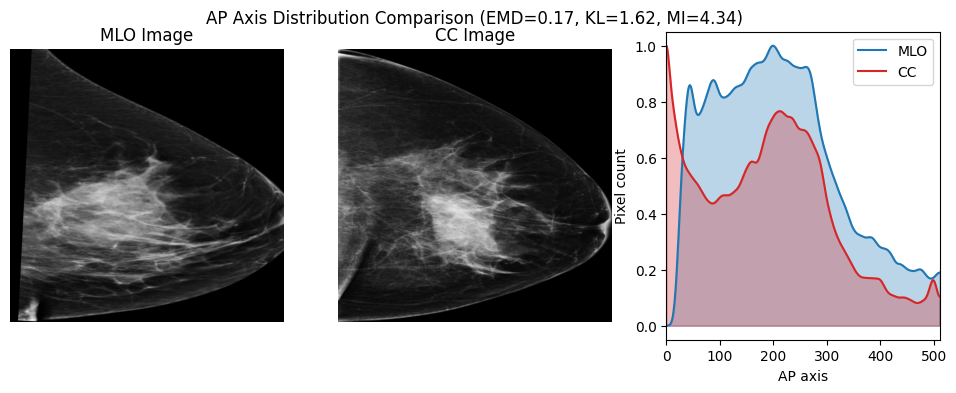 AP Axis Distribution Comparison (EMD=0.17, KL=1.62, MI=4.34)
MLO Image
CC Image
MLO
CC
Pixel count
1.0
0.8
0.6
0.4
0.2
0.0
0 100 200 300 400 500
AP axis